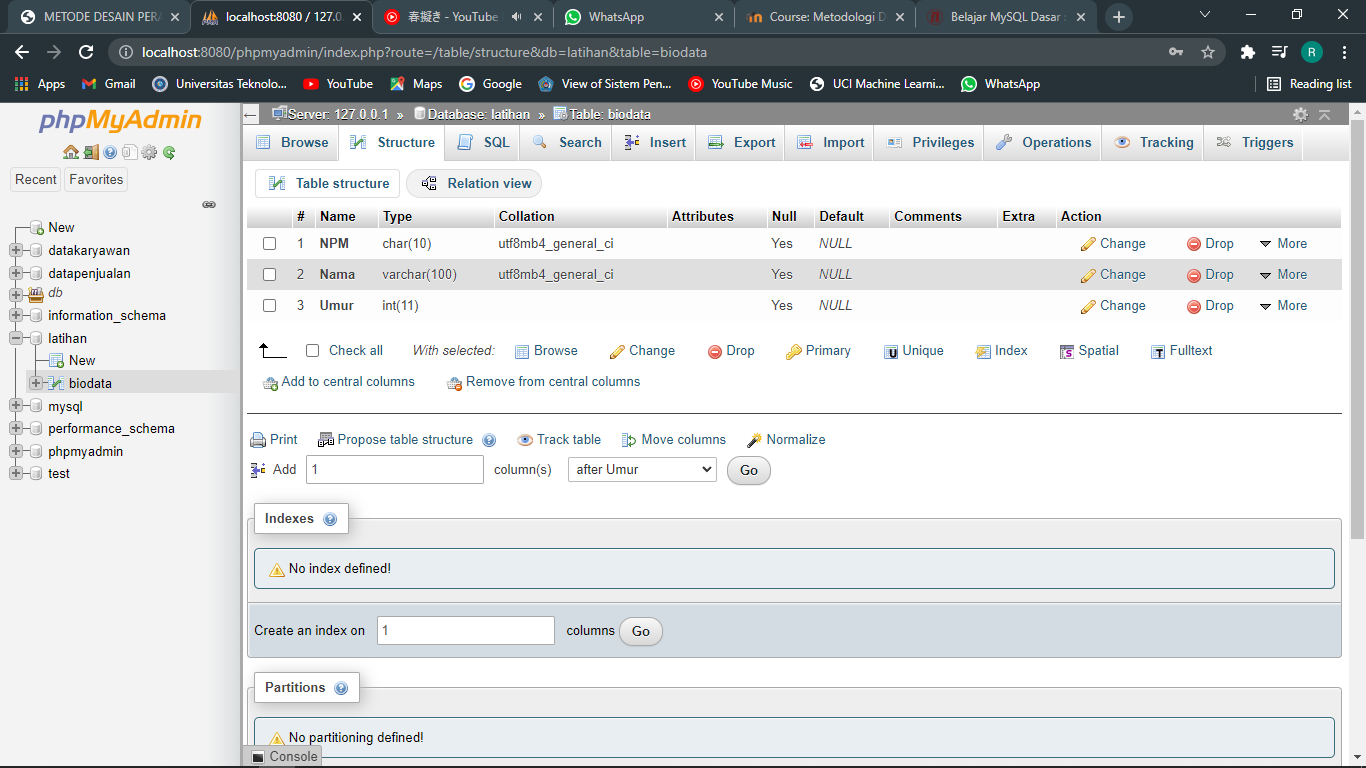 METODE DESAIN PER
localhost:8080 / 127.0.
春擬き - YouTube
WhatsApp
Course: Metodologi D
Belajar MySQL Dasar :
localhost:8080/phpmyadmin/index.php?route=/table/structure&db=latihan&table=biodata
R
Apps
Gmail
Universitas Teknolo...
YouTube
Maps
Google
View of Sistem Pen...
YouTube Music
UCI Machine Learni...
WhatsApp
Reading list
phpMyAdmin
Recent
Favorites
New
datakaryawan
datapenjualan
db
information_schema
latihan
New
biodata
mysql
performance_schema
phpmyadmin
test
Server: 127.0.0.1 » Database: latihan » Table: biodata
Browse
Structure
SQL
Search
Insert
Export
Import
Privileges
Operations
Tracking
Triggers
Table structure
Relation view
# Name Type Collation Attributes Null Default Comments Extra Action
1 NPM char(10) utf8mb4_general_ci Yes NULL Change Drop More
2 Nama varchar(100) utf8mb4_general_ci Yes NULL Change Drop More
3 Umur int(11) Yes NULL Change Drop More
Check all With selected: Browse Change Drop Primary Unique Index Spatial Fulltext
Add to central columns Remove from central columns
Print Propose table structure Track table Move columns Normalize
Add 1 column(s) after Umur Go
Indexes
No index defined!
Create an index on 1 columns Go
Partitions
No partitioning defined!
Console